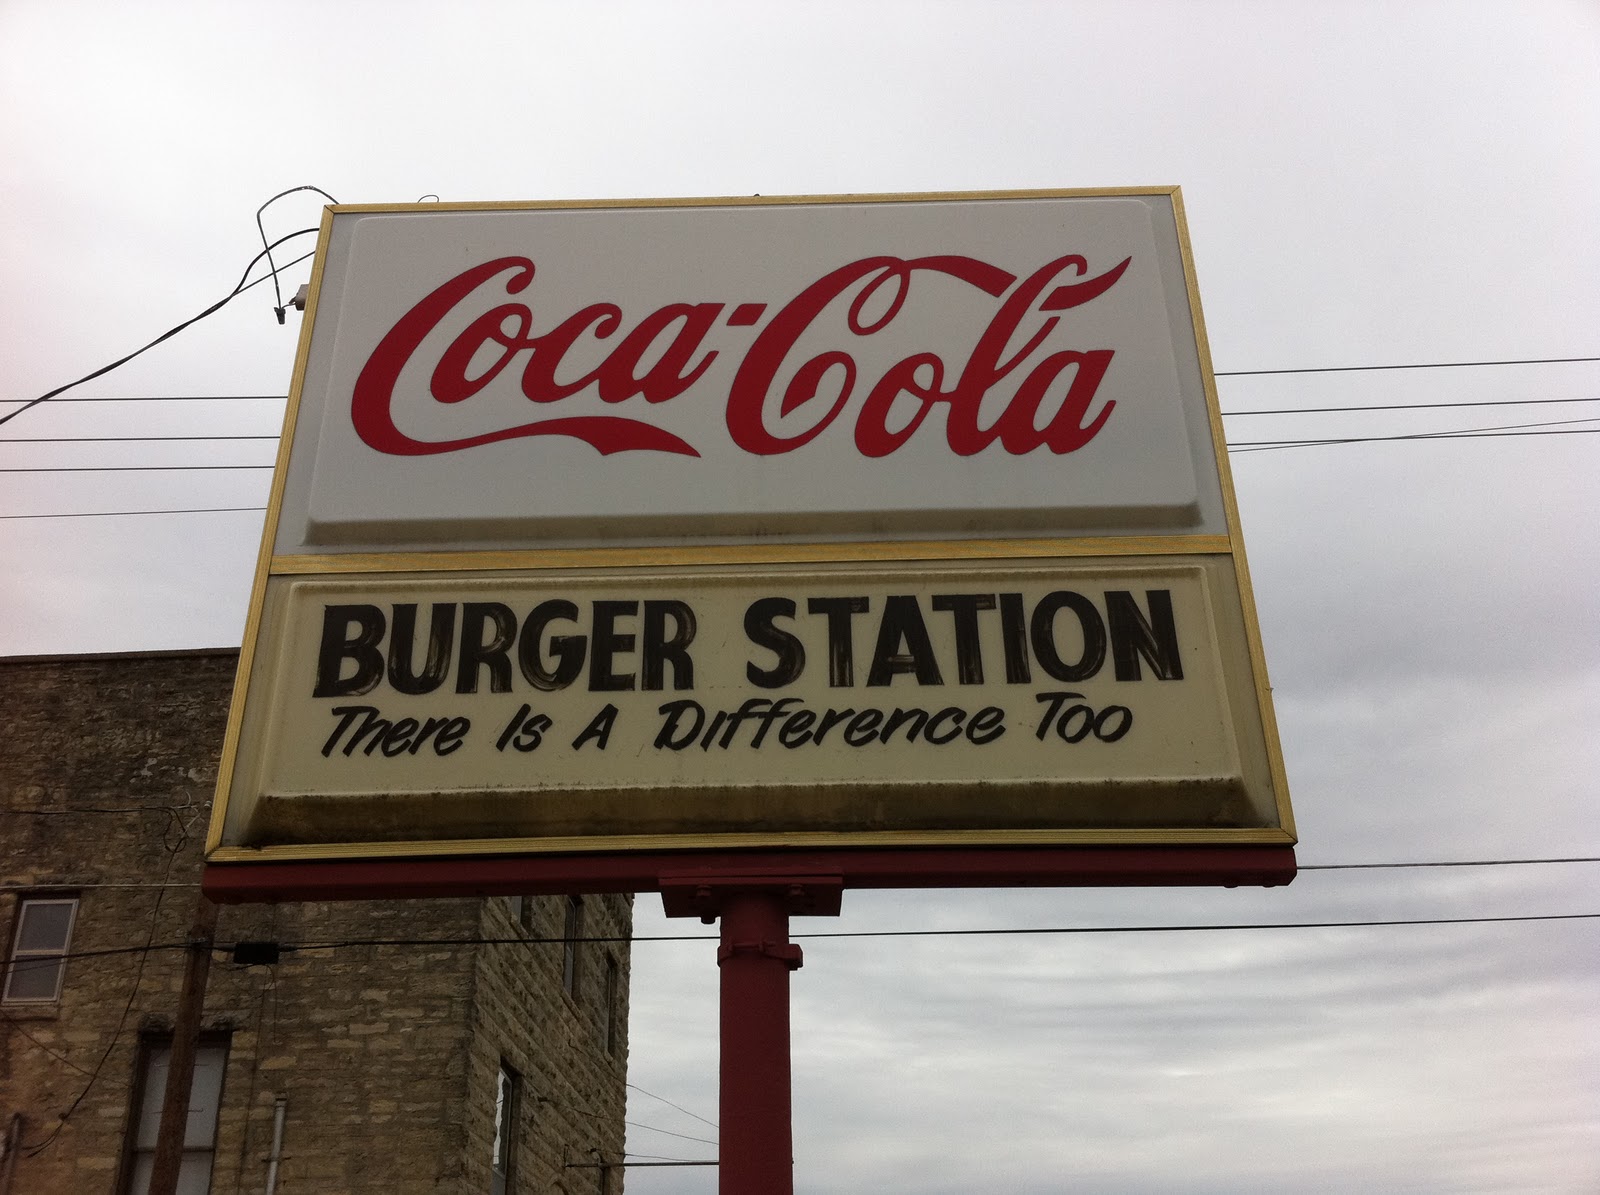 Coca-Cola
BURGER STATION
There Is A Difference Too